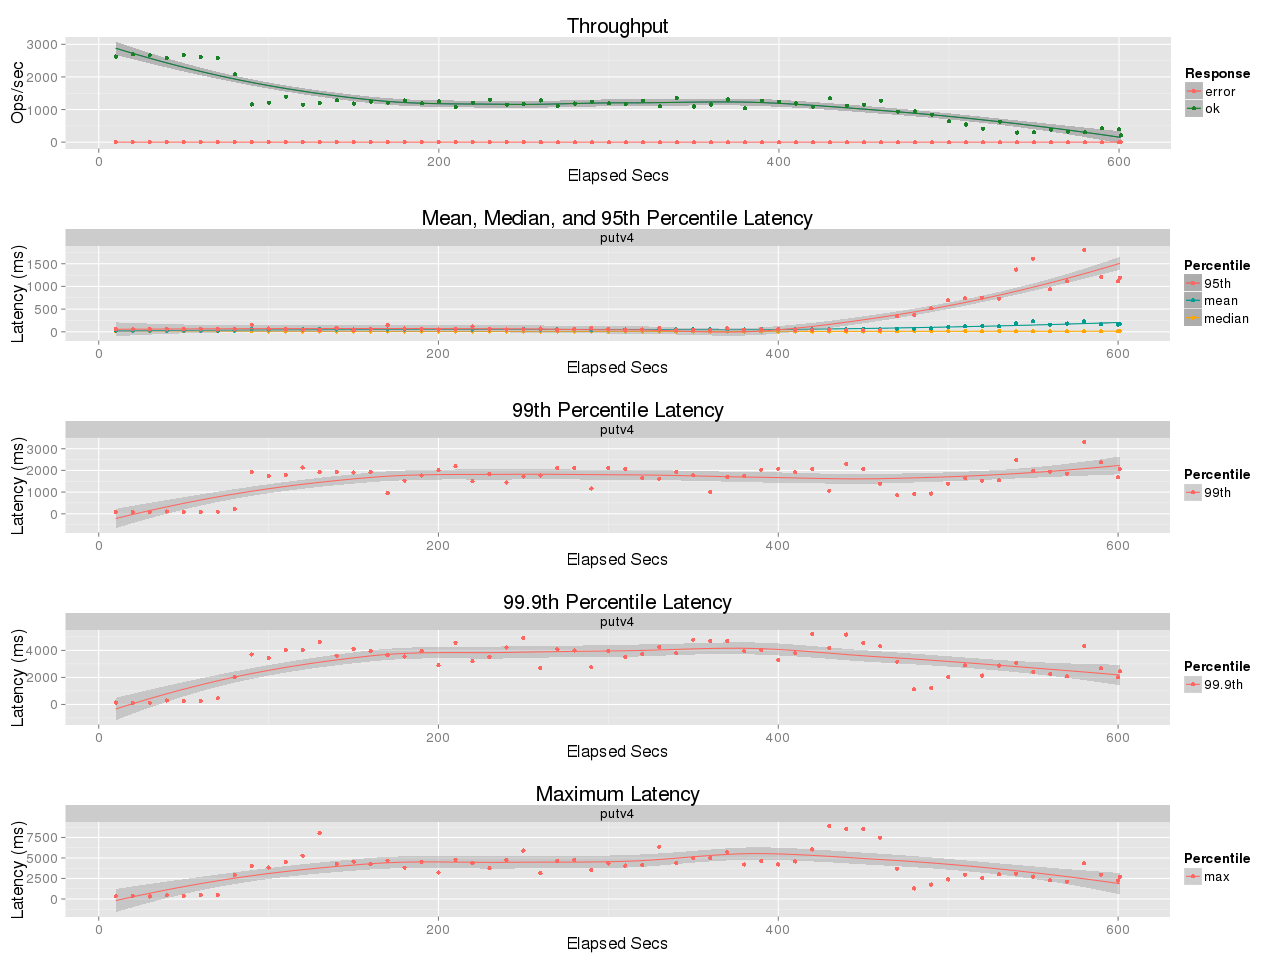 Throughput
Ops/sec
3000
2000
1000
0
0 200 400 600
Elapsed Secs
Response
error
ok
Mean, Median, and 95th Percentile Latency
putv4
Latency (ms)
1500
1000
500
0
0 200 400 600
Elapsed Secs
Percentile
95th
mean
median
99th Percentile Latency
putv4
Latency (ms)
3000
2000
1000
0
0 200 400 600
Elapsed Secs
Percentile
99th
99.9th Percentile Latency
putv4
Latency (ms)
4000
2000
0
0 200 400 600
Elapsed Secs
Percentile
99.9th
Maximum Latency
putv4
Latency (ms)
7500
5000
2500
0
0 200 400 600
Elapsed Secs
Percentile
max